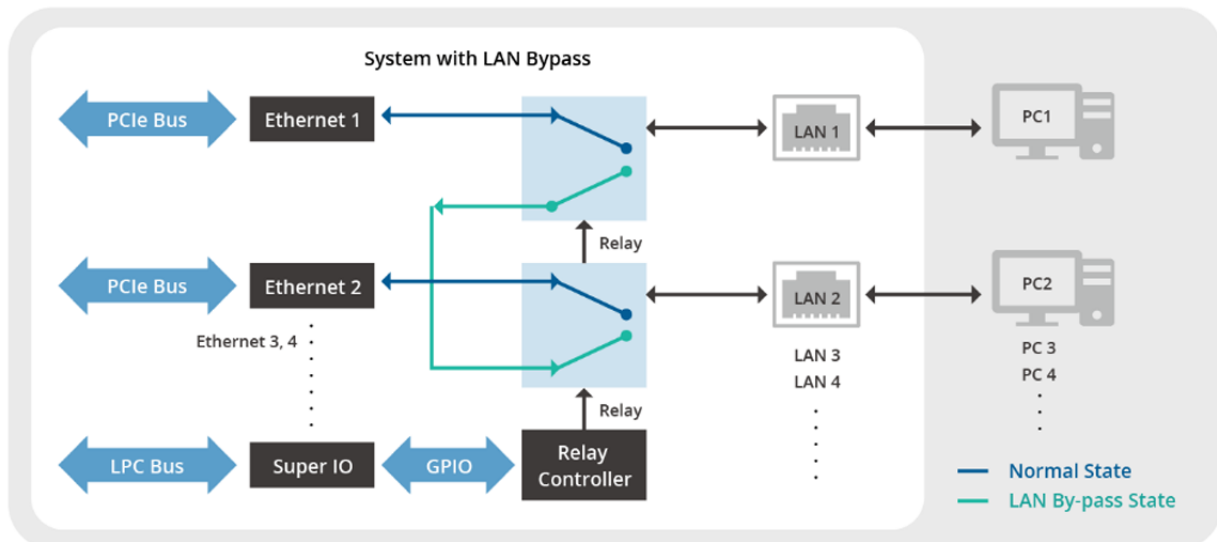 System with LAN Bypass
PCIe Bus
Ethernet 1
LAN 1
PC1
Relay
PCIe Bus
Ethernet 2
LAN 2
PC2
Ethernet 3, 4
LAN 3
LAN 4
PC 3
PC 4
Relay
LPC Bus
Super IO
GPIO
Relay
Controller
Normal State
LAN By-pass State